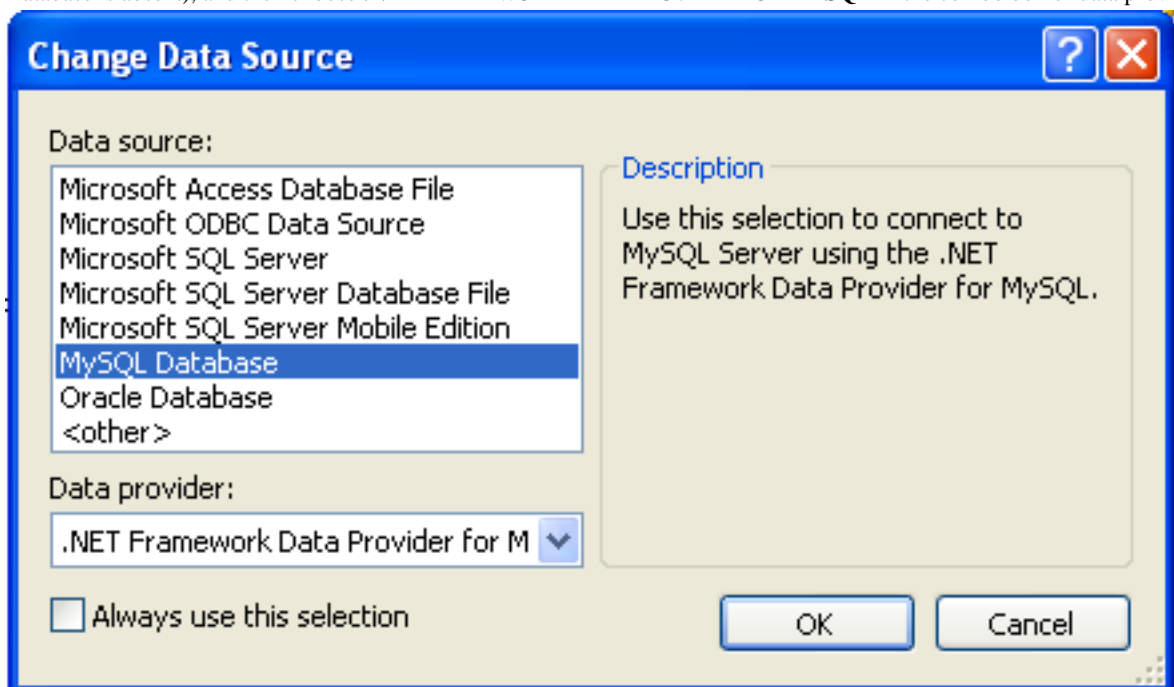 Change Data Source
Data source:
Microsoft Access Database File
Microsoft ODBC Data Source
Microsoft SQL Server
Microsoft SQL Server Database File
Microsoft SQL Server Mobile Edition
MySQL Database
Oracle Database
<other>
Data provider:
.NET Framework Data Provider for M
Always use this selection
Description
Use this selection to connect to
MySQL Server using the .NET
Framework Data Provider for MySQL.
OK
Cancel